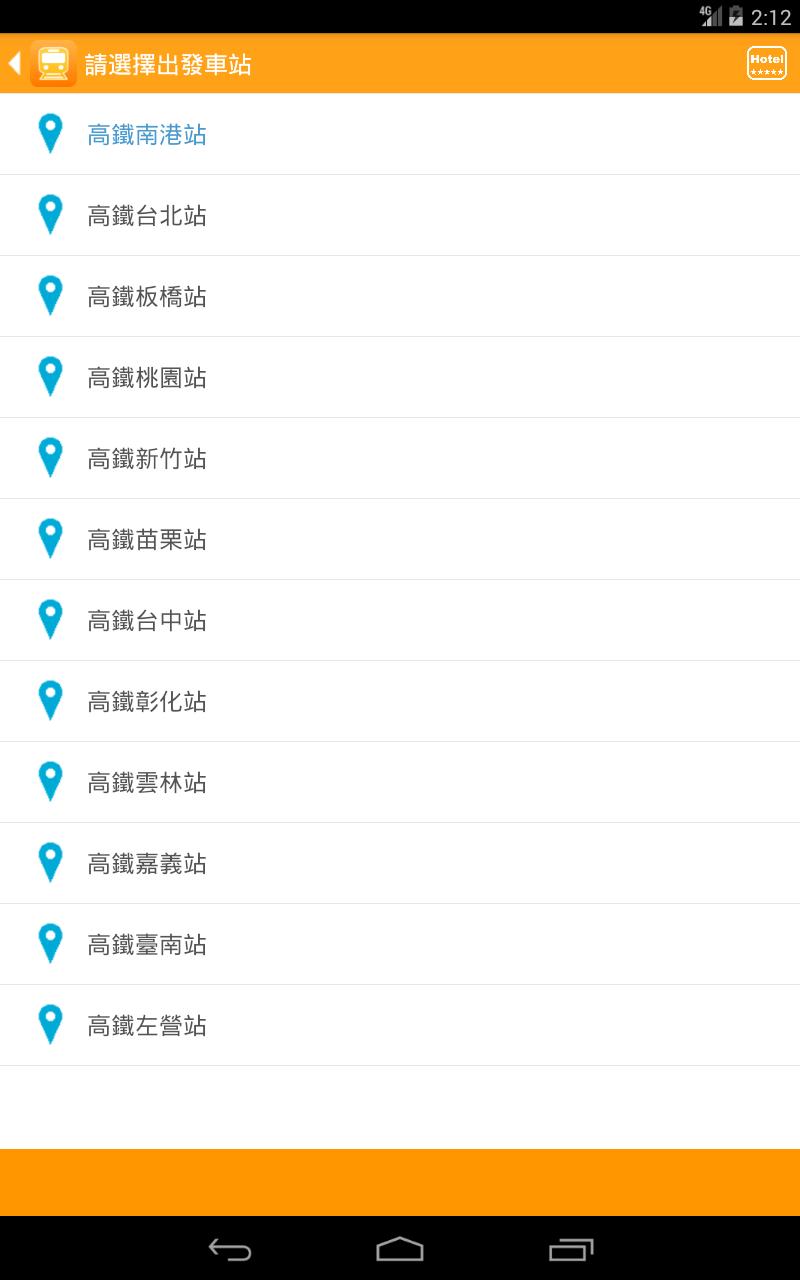 4G 2:12
請選擇出發車站 Hotel
高鐵南港站
高鐵台北站
高鐵板橋站
高鐵桃園站
高鐵新竹站
高鐵苗栗站
高鐵台中站
高鐵彰化站
高鐵雲林站
高鐵嘉義站
高鐵臺南站
高鐵左營站